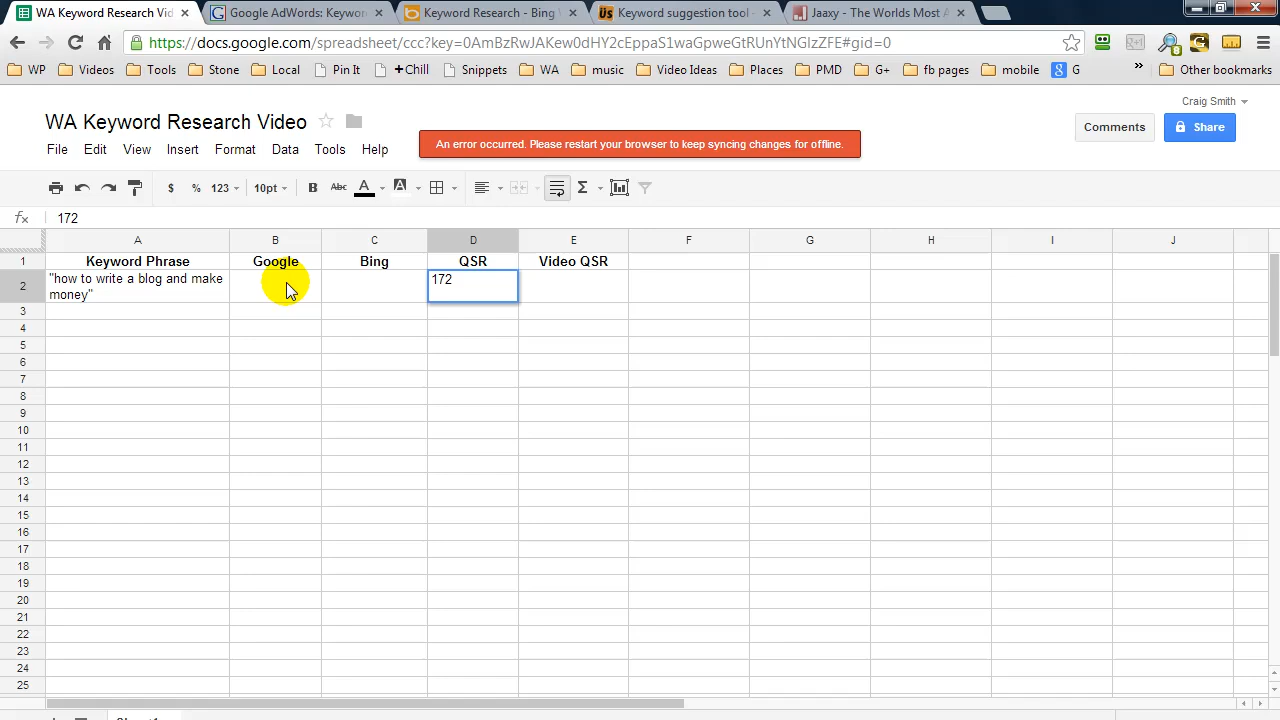 WA Keyword Research Vid
Google AdWords: Keywor
Keyword Research - Bing
Keyword suggestion tool -
Jaaxy - The Worlds Most A
https://docs.google.com/spreadsheet/ccc?key=
#gid=0
WP Videos Tools Stone Local Pin It +Chill Snippets WA music Video Ideas Places PMD G+ fb pages mobile G » Other bookmarks
Craig Smith
WA Keyword Research Video
An error occurred. Please restart your browser to keep syncing changes for offline.
Comments Share
File Edit View Insert Format Data Tools Help
$ % 123 10pt B Abc A A Σ
fx 172
A B C D E F G H I J
1 Keyword Phrase Google Bing QSR Video QSR
2 "how to write a blog and make money" 172
3
4
5
6
7
8
9
10
11
12
13
14
15
16
17
18
19
20
21
22
23
24
25
Sheet1